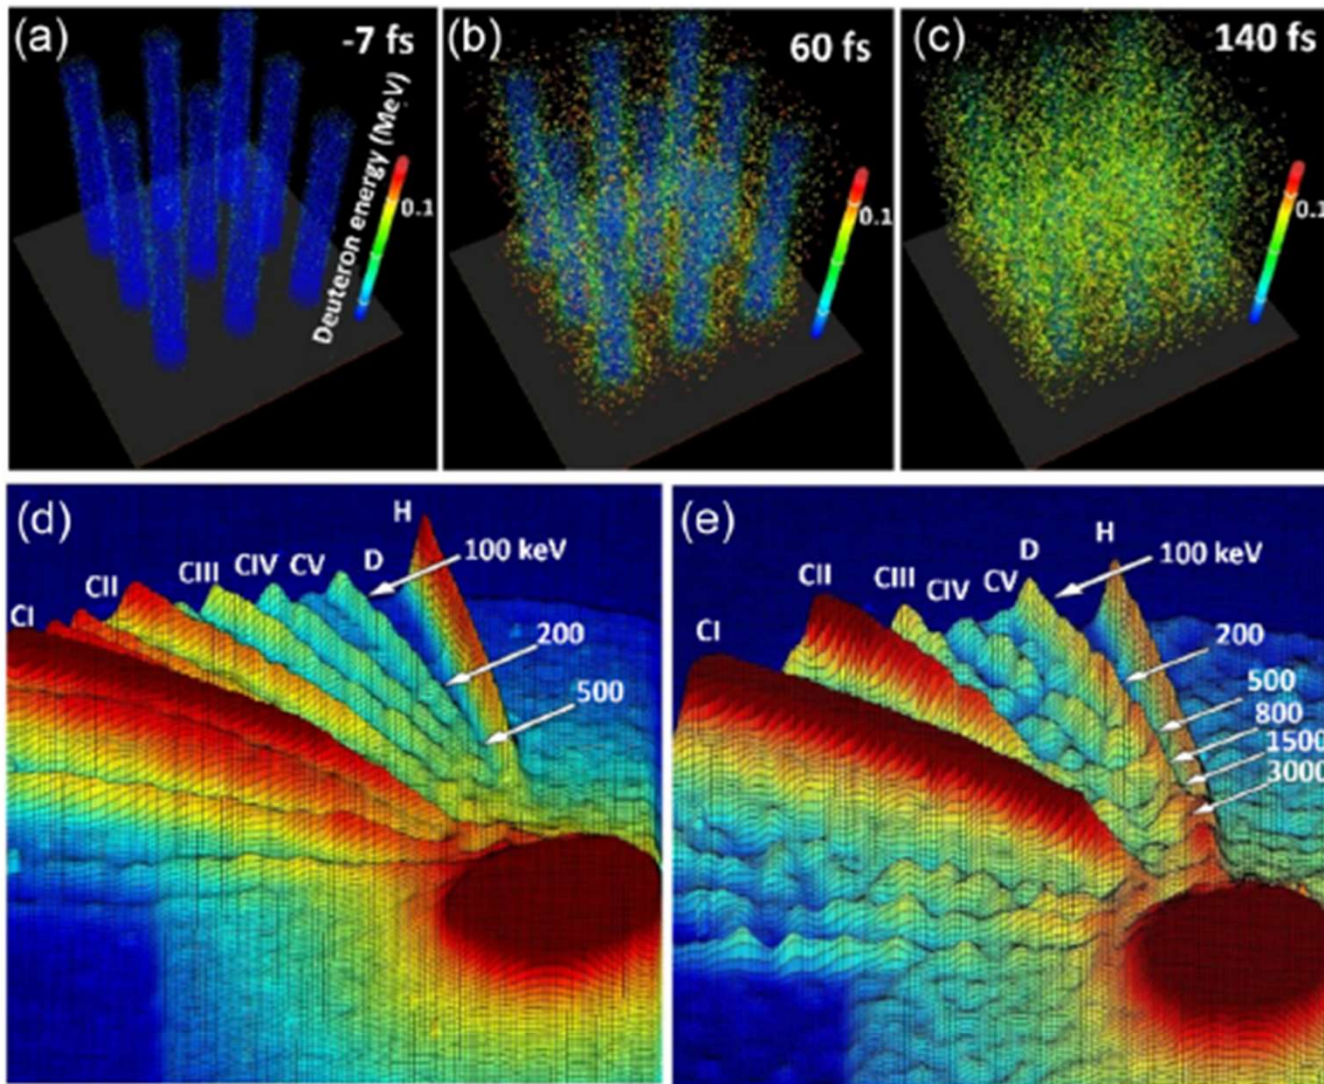 (a)
-7 fs
Deuteron energy (MeV)
0.1
(b)
60 fs
0.1
(c)
140 fs
0.1
(d)
H
100 keV
D
CV
CIV
CIII
CII
CI
200
500
(e)
H
D
100 keV
CV
CIV
CIII
CII
CI
200
500
800
1500
3000